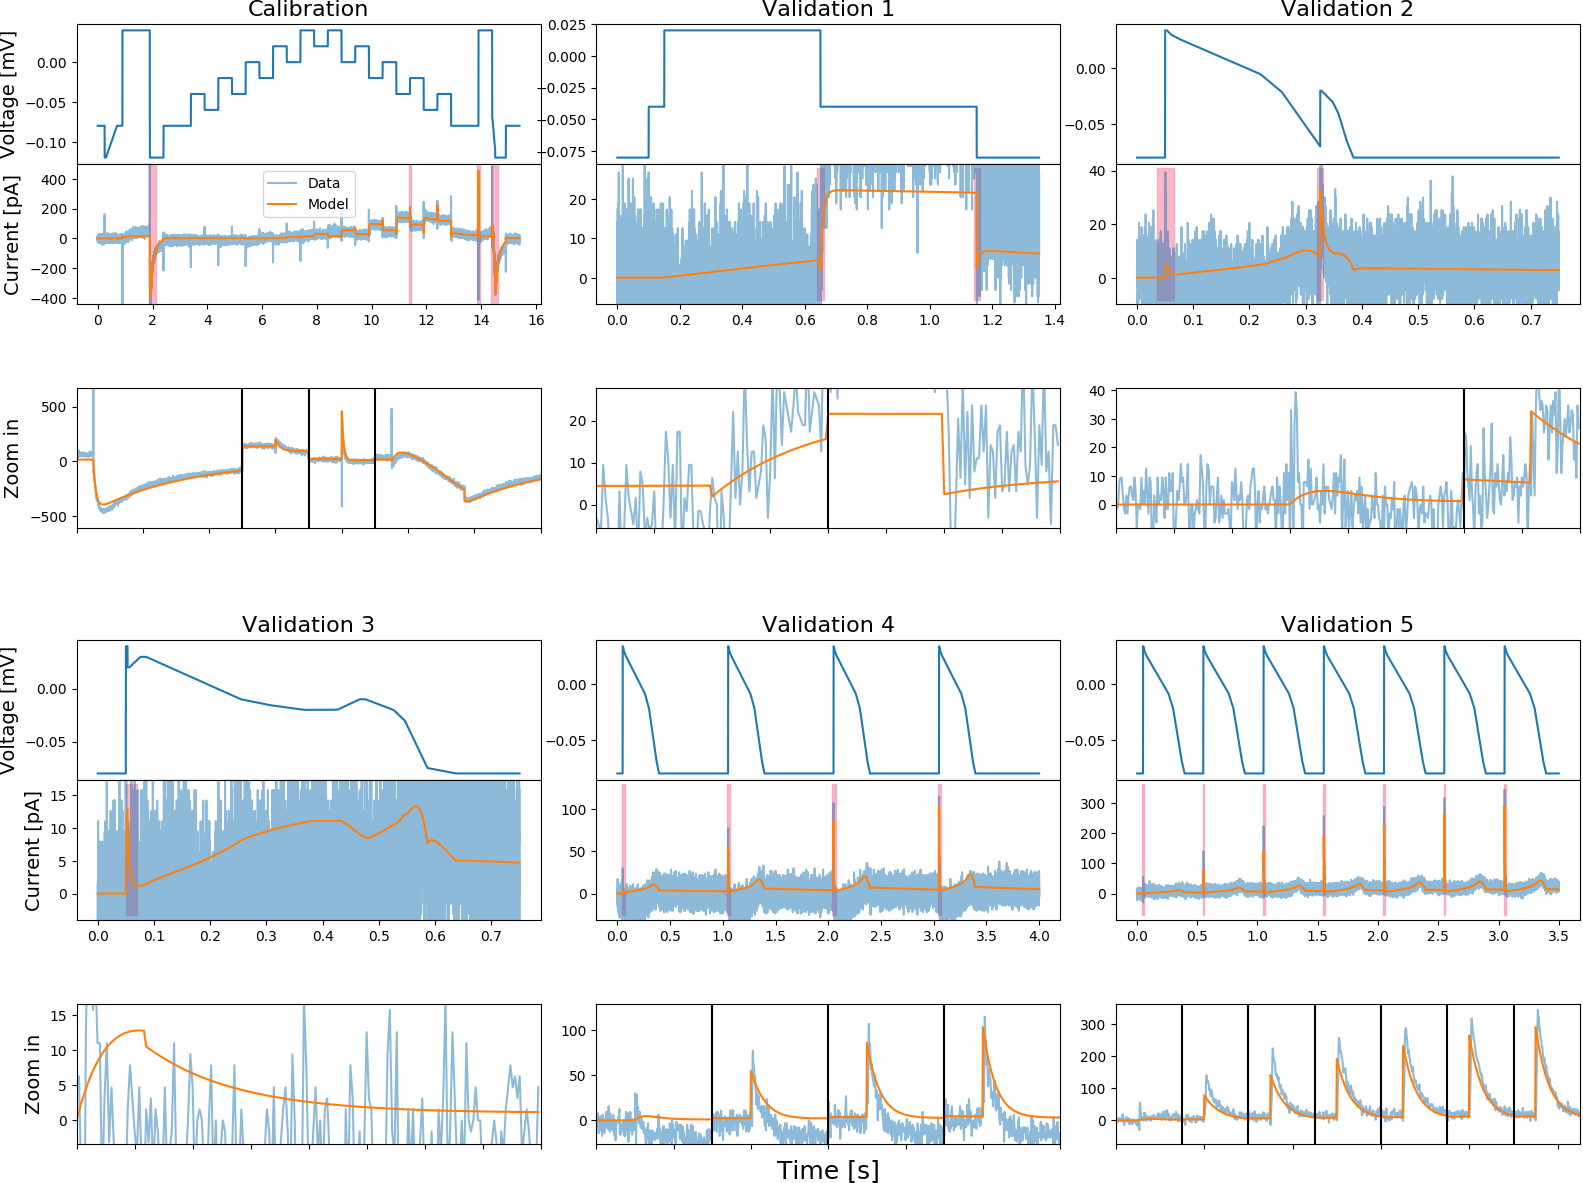 Calibration
Validation 1
Validation 2
Voltage [mV]
0.00
−0.05
−0.10
0.025
0.000
−0.025
−0.050
−0.075
0.00
−0.05
Current [pA]
400
200
0
−200
−400
Data
Model
20
10
0
40
20
0
0 2 4 6 8 10 12 14 16
0.0 0.2 0.4 0.6 0.8 1.0 1.2 1.4
0.0 0.1 0.2 0.3 0.4 0.5 0.6 0.7
Zoom in
500
0
−500
20
10
0
40
30
20
10
0
Validation 3
Validation 4
Validation 5
Voltage [mV]
0.00
−0.05
0.00
−0.05
0.00
−0.05
Current [pA]
15
10
5
0
100
50
0
300
200
100
0
0.0 0.1 0.2 0.3 0.4 0.5 0.6 0.7
0.0 0.5 1.0 1.5 2.0 2.5 3.0 3.5 4.0
0.0 0.5 1.0 1.5 2.0 2.5 3.0 3.5
Zoom in
15
10
5
0
100
50
0
300
200
100
0
Time [s]